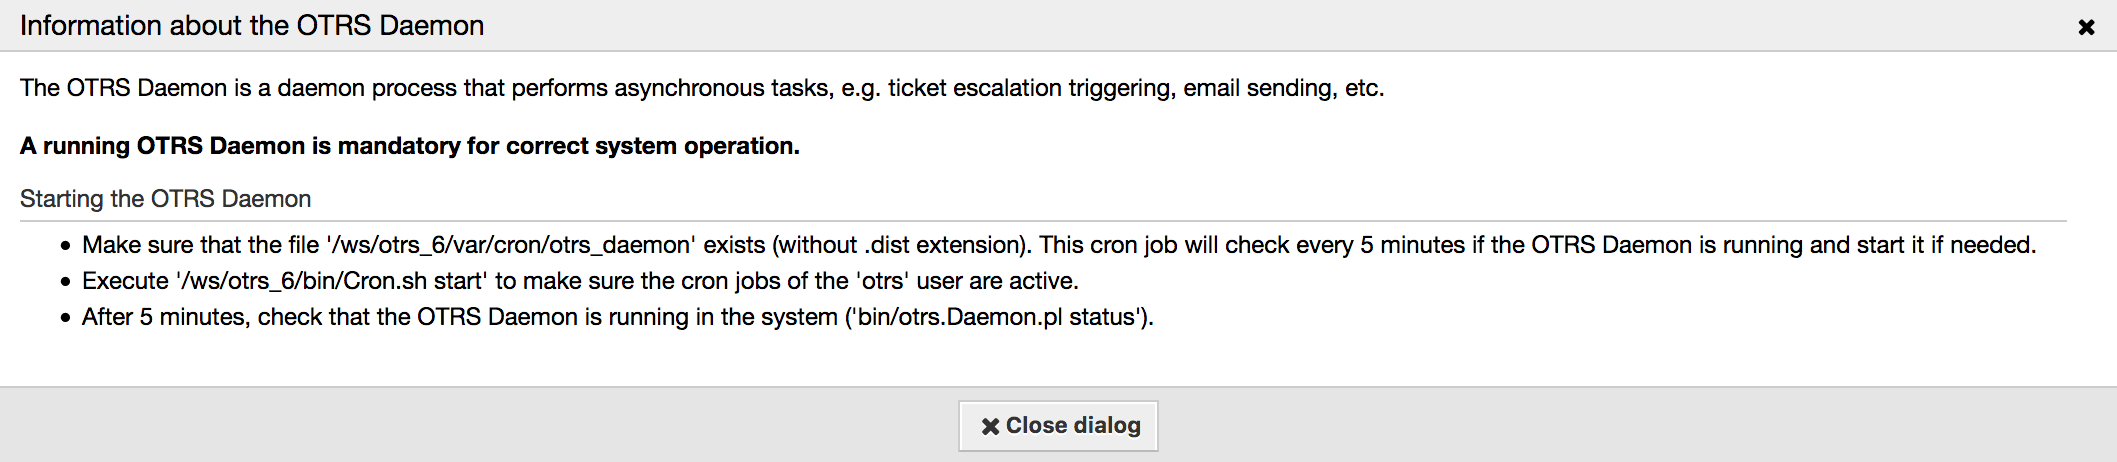 Information about the OTRS Daemon
The OTRS Daemon is a daemon process that performs asynchronous tasks, e.g. ticket escalation triggering, email sending, etc.
A running OTRS Daemon is mandatory for correct system operation.
Starting the OTRS Daemon
Make sure that the file '/ws/otrs_6/var/cron/otrs_daemon' exists (without .dist extension). This cron job will check every 5 minutes if the OTRS Daemon is running and start it if needed.
Execute '/ws/otrs_6/bin/Cron.sh start' to make sure the cron jobs of the 'otrs' user are active.
After 5 minutes, check that the OTRS Daemon is running in the system ('bin/otrs.Daemon.pl status').
Close dialog